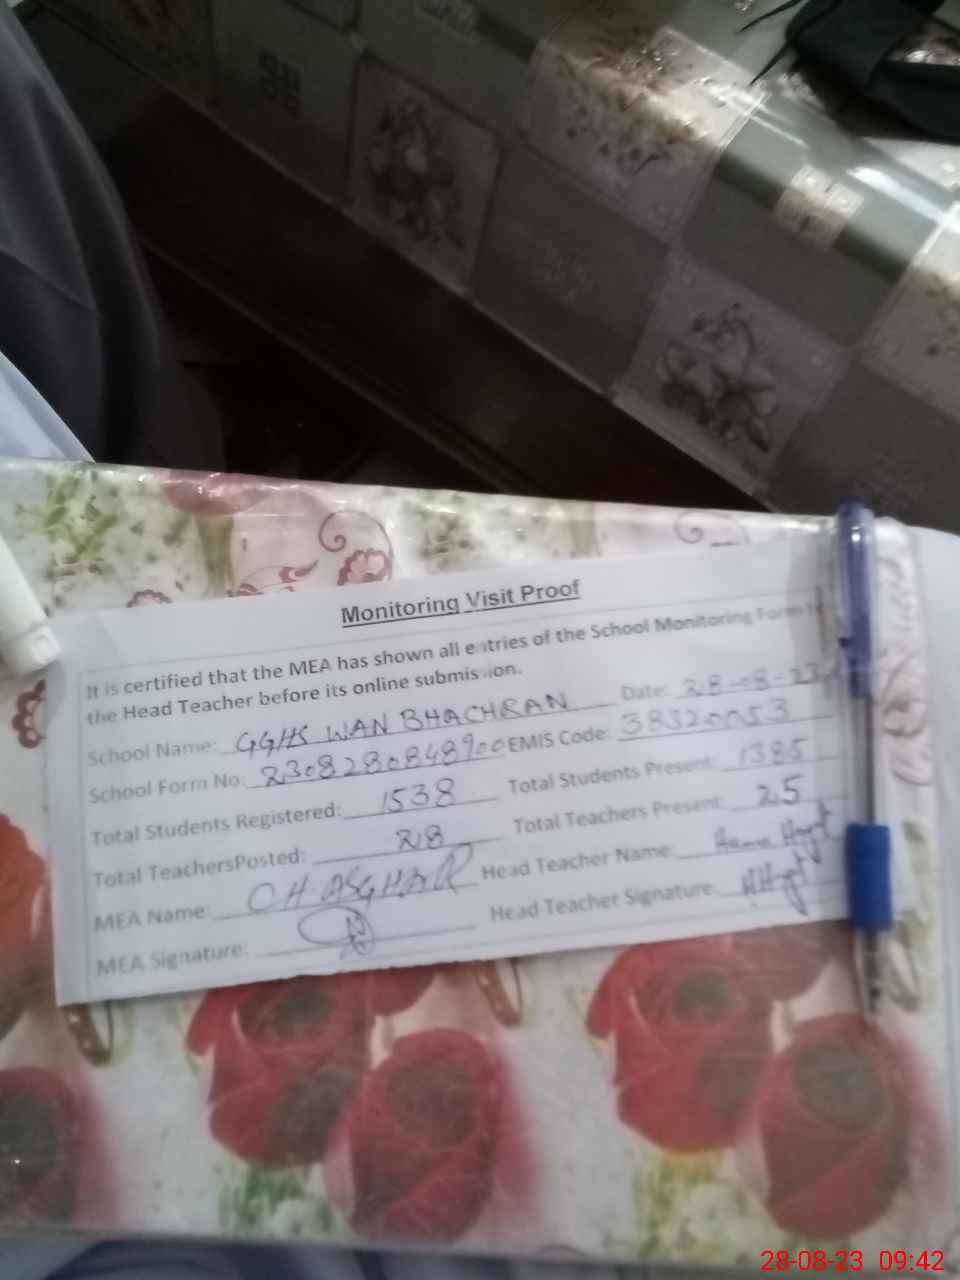 Monitoring Visit Proof
It is certified that the MEA has shown all entries of the School Monitoring Form to
the Head Teacher before its online submission.
School Name: GGHS WAN BHACHRAN Date: 28-08-23
School Form No: 2308280848900 EMIS Code: 38320053
Total Students Registered: 1538 Total Students Present: 1385
Total TeachersPosted: 28 Total Teachers Present: 25
MEA Name: CH ASGHAR Head Teacher Name:
MEA Signature: Head Teacher Signature:
28-08-23 09:42